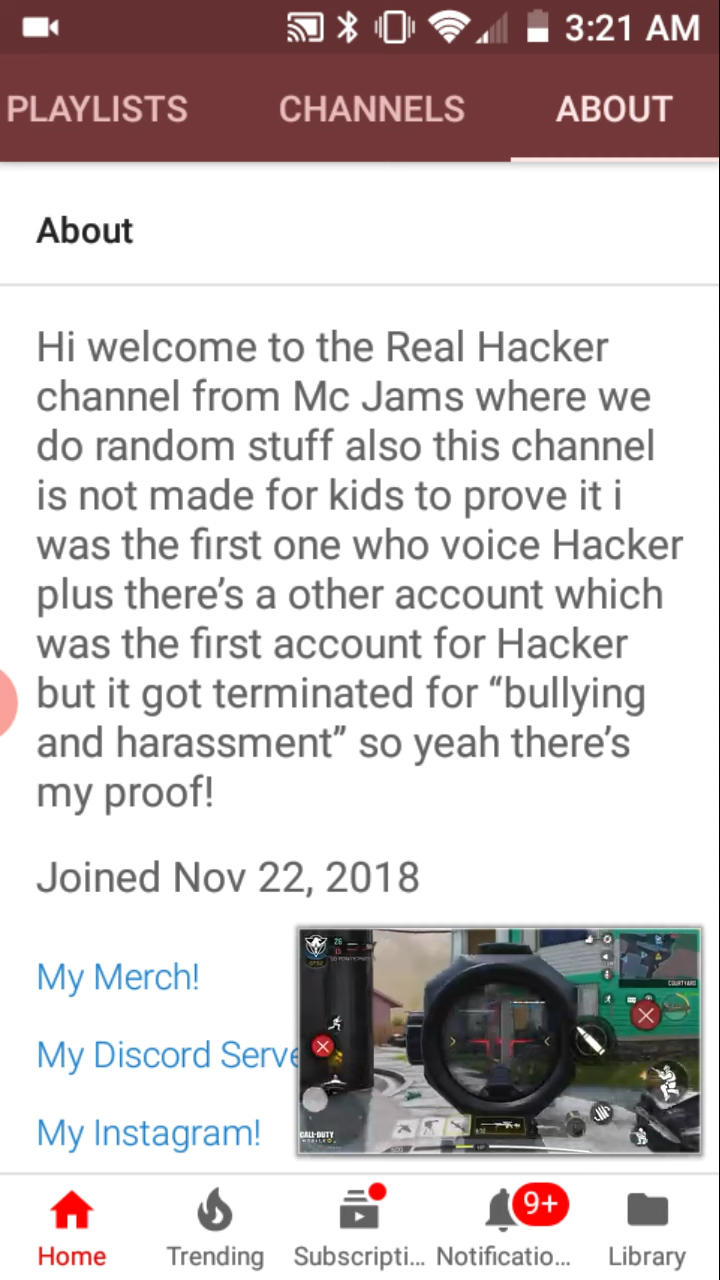 3:21 AM
PLAYLISTS CHANNELS ABOUT
About
Hi welcome to the Real Hacker
channel from Mc Jams where we
do random stuff also this channel
is not made for kids to prove it i
was the first one who voice Hacker
plus there's a other account which
was the first account for Hacker
but it got terminated for “bullying
and harassment” so yeah there's
my proof!
Joined Nov 22, 2018
My Merch!
My Discord Serve
My Instagram!
COURTYARD
CALL·DUTY
9+
Home Trending Subscripti... Notificatio... Library